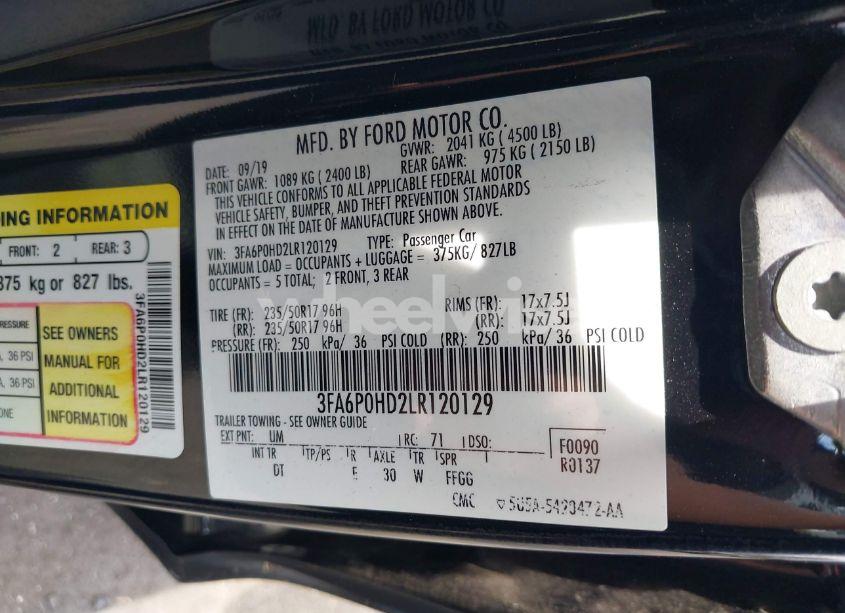 MFD. BY FORD MOTOR CO.
DATE: 09/19 GVWR: 2041 KG ( 4500 LB)
FRONT GAWR: 1089 KG ( 2400 LB) REAR GAWR: 975 KG ( 2150 LB)
THIS VEHICLE CONFORMS TO ALL APPLICABLE FEDERAL MOTOR
VEHICLE SAFETY, BUMPER, AND THEFT PREVENTION STANDARDS
IN EFFECT ON THE DATE OF MANUFACTURE SHOWN ABOVE.
VIN: 3FA6P0HD2LR120129 TYPE: Passenger Car
MAXIMUM LOAD = OCCUPANTS + LUGGAGE = 375KG/ 827LB
OCCUPANTS = 5 TOTAL; 2 FRONT, 3 REAR
TIRE (FR): 235/50R17 96H RIMS (FR): 17x7.5J
(RR): 235/50R17 96H (RR): 17x7.5J
PRESSURE (FR): 250 kPa/ 36 PSI COLD (RR): 250 kPa/ 36 PSI COLD
3FA6P0HD2LR120129
TRAILER TOWING - SEE OWNER GUIDE
EXT PNT: UM RC: 71 DSO: F0090
INT TR TP/PS R AXLE TR SPR R0137
DT E 30 W FFGG
CMC
ING INFORMATION
FRONT: 2 REAR: 3
375 kg or 827 lbs.
PRESSURE
36 PSI
36 PSI
SEE OWNERS
MANUAL FOR
ADDITIONAL
INFORMATION
3FA6P0HD2LR120129